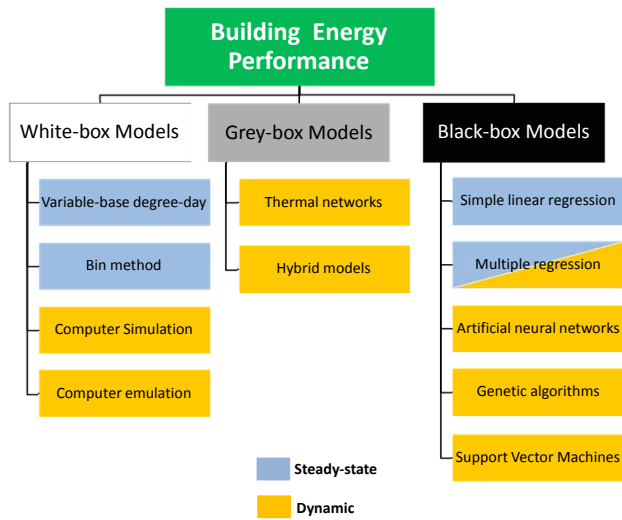 Building Energy
Performance
White-box Models
Grey-box Models
Black-box Models
Variable-base degree-day
Bin method
Computer Simulation
Computer emulation
Thermal networks
Hybrid models
Simple linear regression
Multiple regression
Artificial neural networks
Genetic algorithms
Support Vector Machines
Steady-state
Dynamic